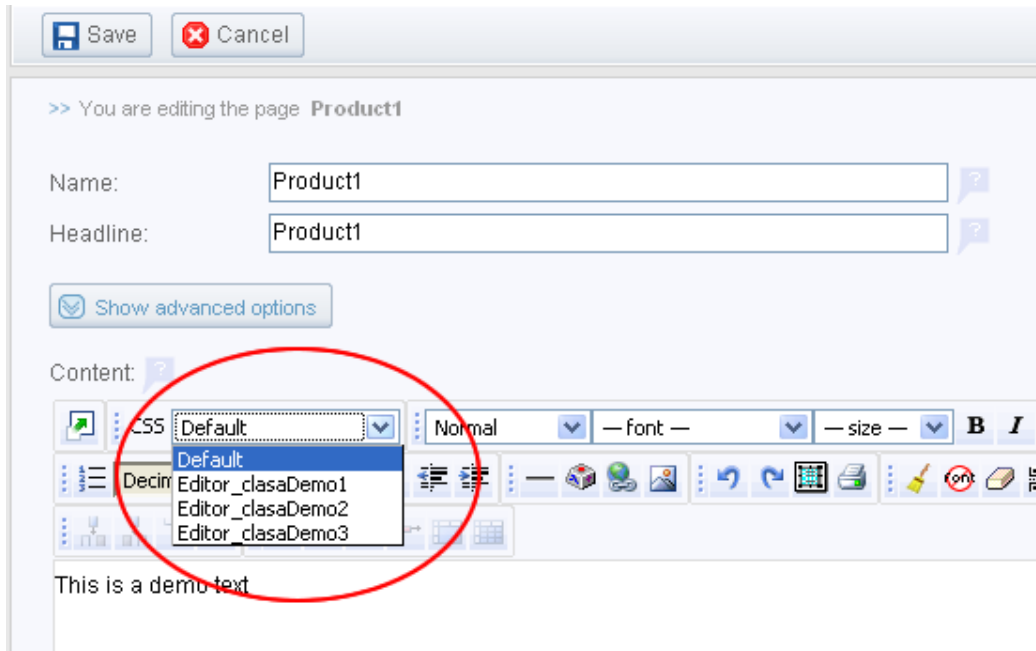 Save Cancel
>> You are editing the page Product1
Name: Product1 ?
Headline: Product1 ?
Show advanced options
Content: ?
CSS Default Normal — font — — size — B I
Default
Editor_clasaDemo1
Editor_clasaDemo2
Editor_clasaDemo3
This is a demo text